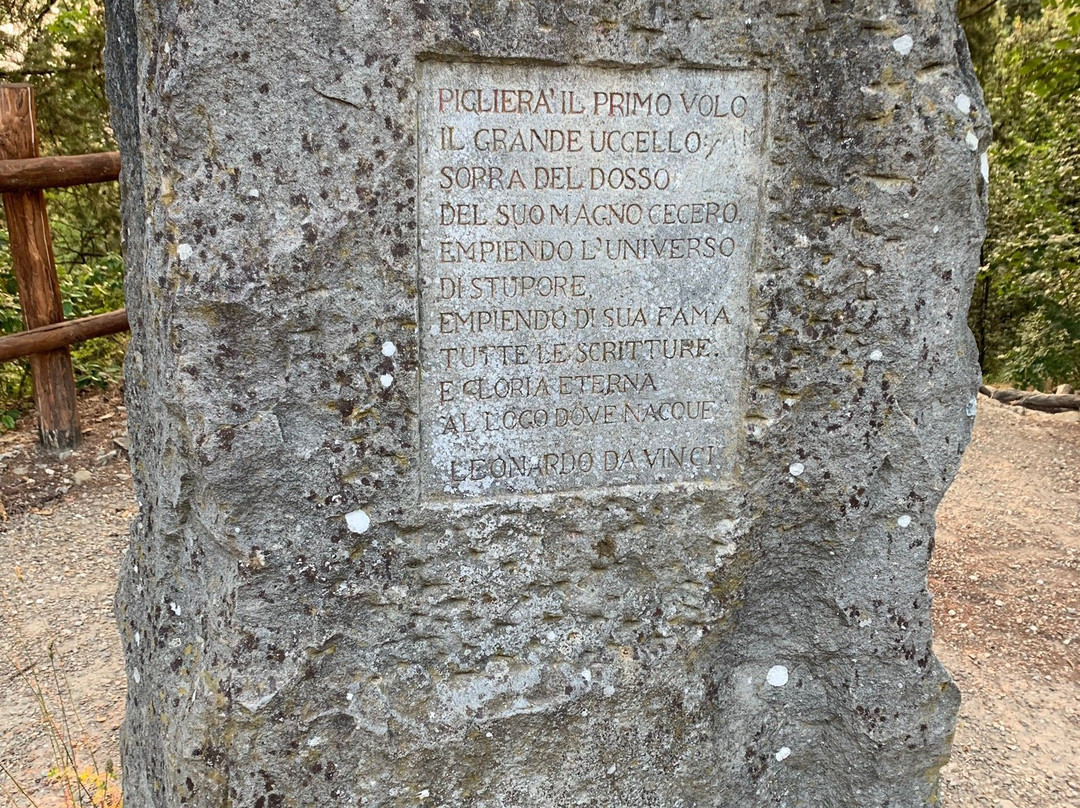 PIGLIERA' IL PRIMO VOLO
IL GRANDE UCCELLO
SOPRA DEL DOSSO
DEL SUO MAGNO CECERO,
EMPIENDO L'UNIVERSO
DI STUPORE,
EMPIENDO DI SUA FAMA
TUTTE LE SCRITTURE,
E GLORIA ETERNA
AL LOGO DOVE NACQUE
LEONARDO DA VINCI